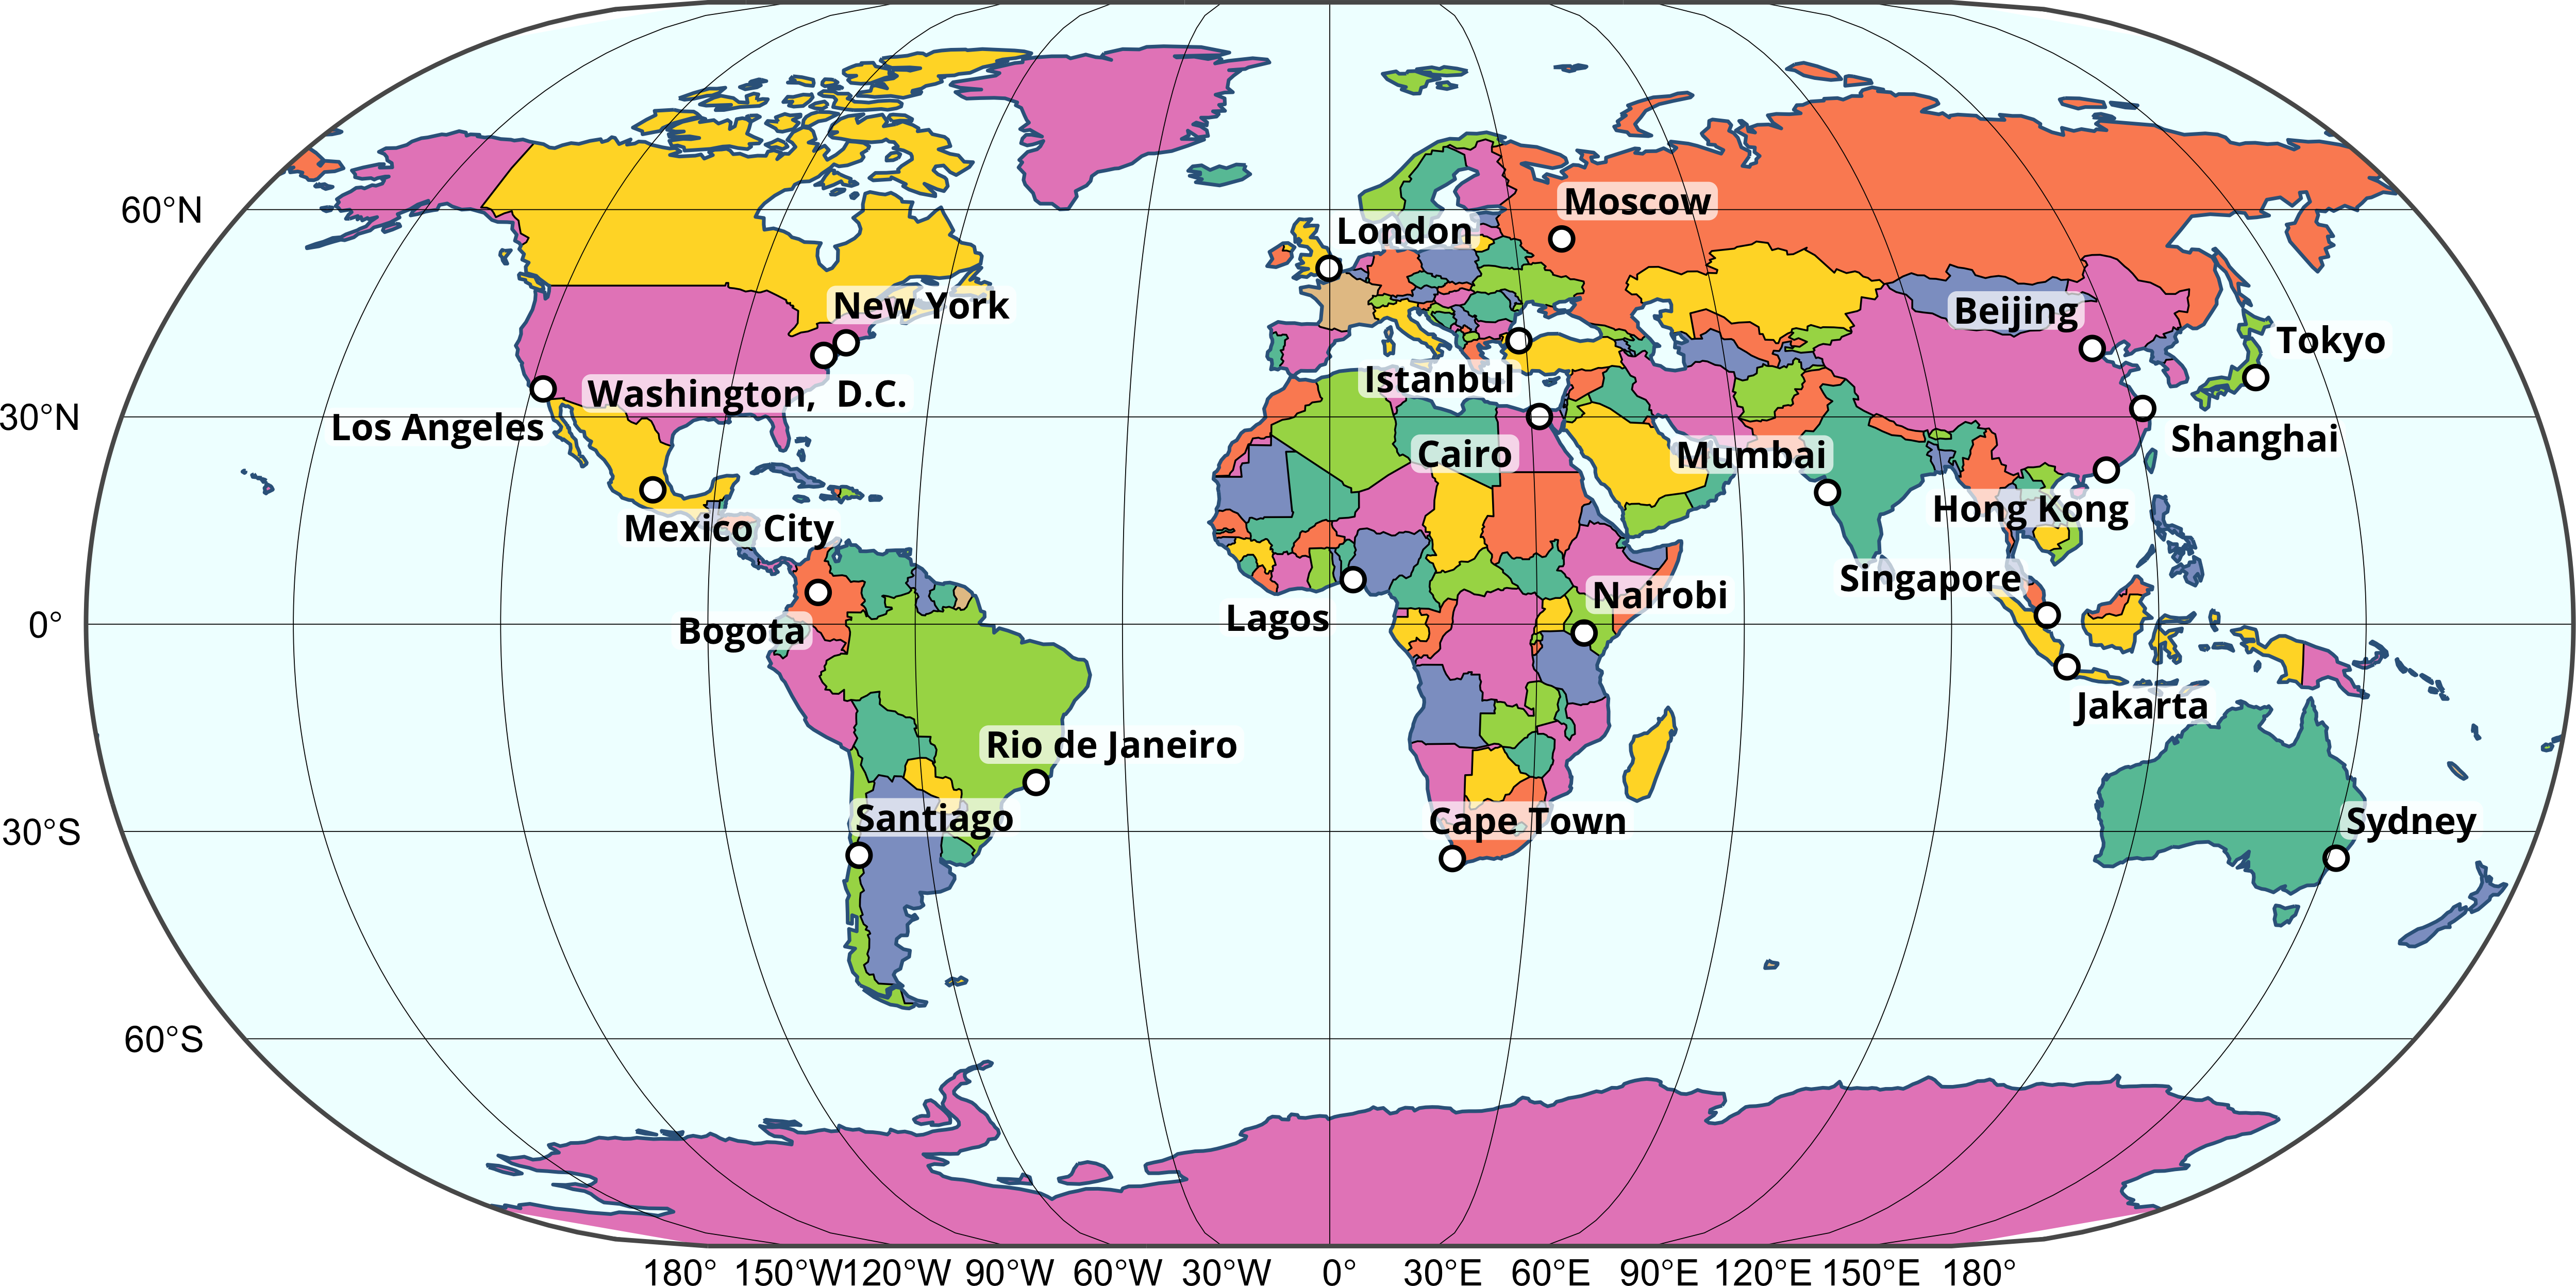 60°N
Moscow
London
New York
Beijing
Tokyo
Istanbul
Washington,  D.C.
30°N
Los Angeles
Shanghai
Cairo
Mumbai
Hong Kong
Mexico City
Singapore
Nairobi
Lagos
0°
Bogota
Jakarta
Rio de Janeiro
Santiago
Cape Town
Sydney
30°S
60°S
180° 150°W 120°W 90°W 60°W 30°W 0° 30°E 60°E 90°E 120°E 150°E 180°